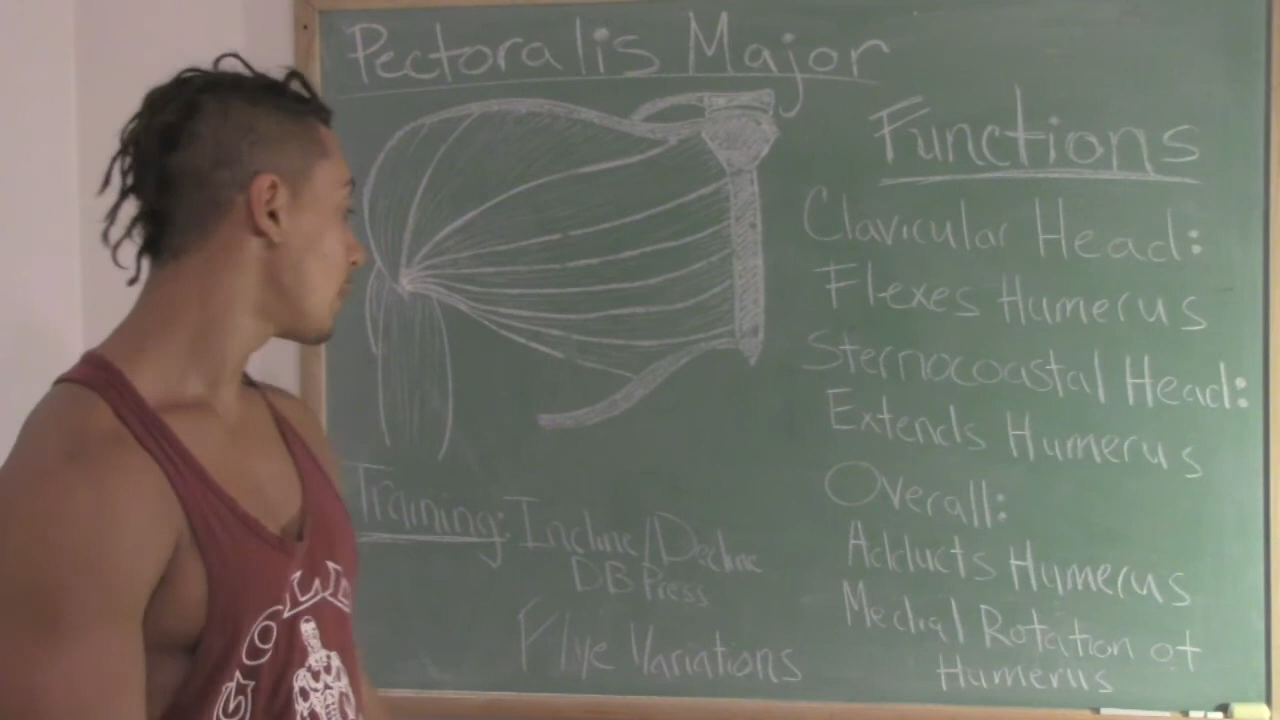 Pectoralis Major
Functions
Clavicular Head:
Flexes Humerus
Sternocoastal Head:
Extends Humerus
Overall:
Adducts Humerus
Medial Rotation of
Humerus
Training: Incline/Decline
DB Press
Flye Variations
GOLD